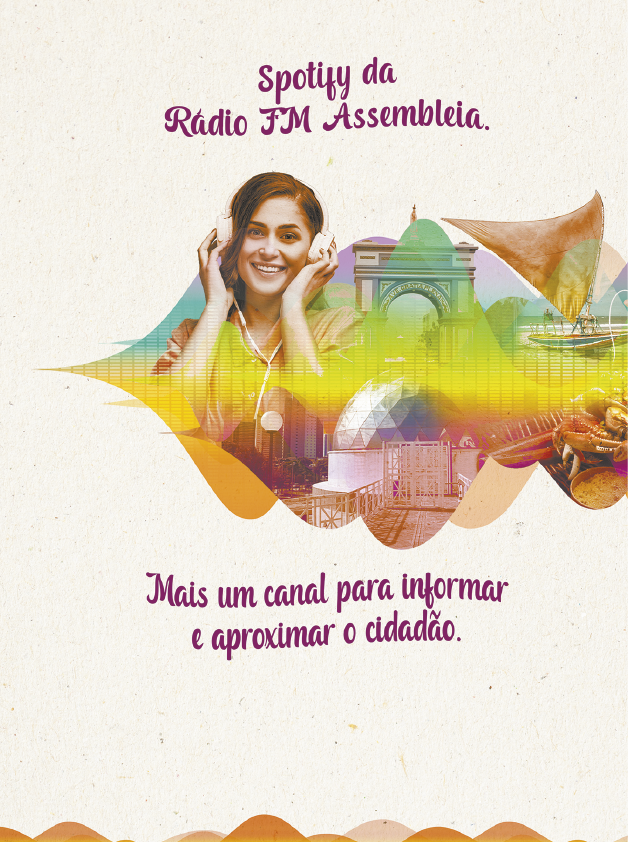 Spotify da
Rádio FM Assembleia.
Mais um canal para informar
e aproximar o cidadão.